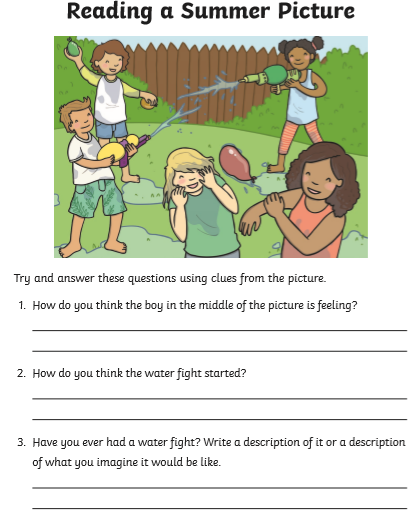 Reading a Summer Picture
Try and answer these questions using clues from the picture.
1. How do you think the boy in the middle of the picture is feeling?
2. How do you think the water fight started?
3. Have you ever had a water fight? Write a description of it or a description
of what you imagine it would be like.